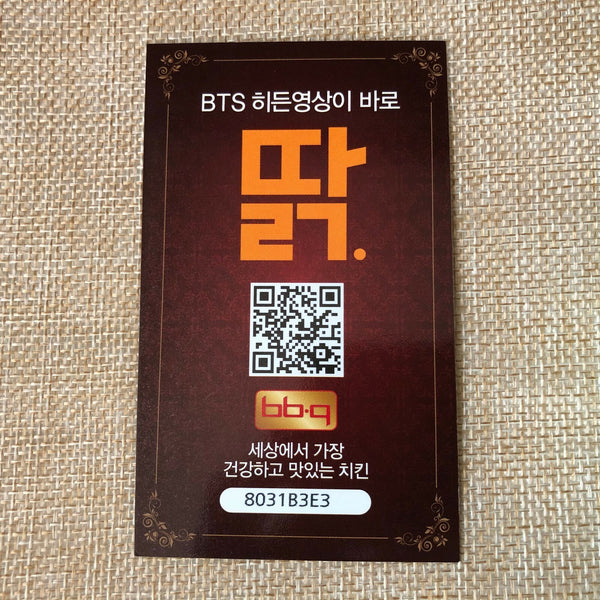 BTS 히든영상이 바로
딹.
bb.q
세상에서 가장
건강하고 맛있는 치킨
8031B3E3